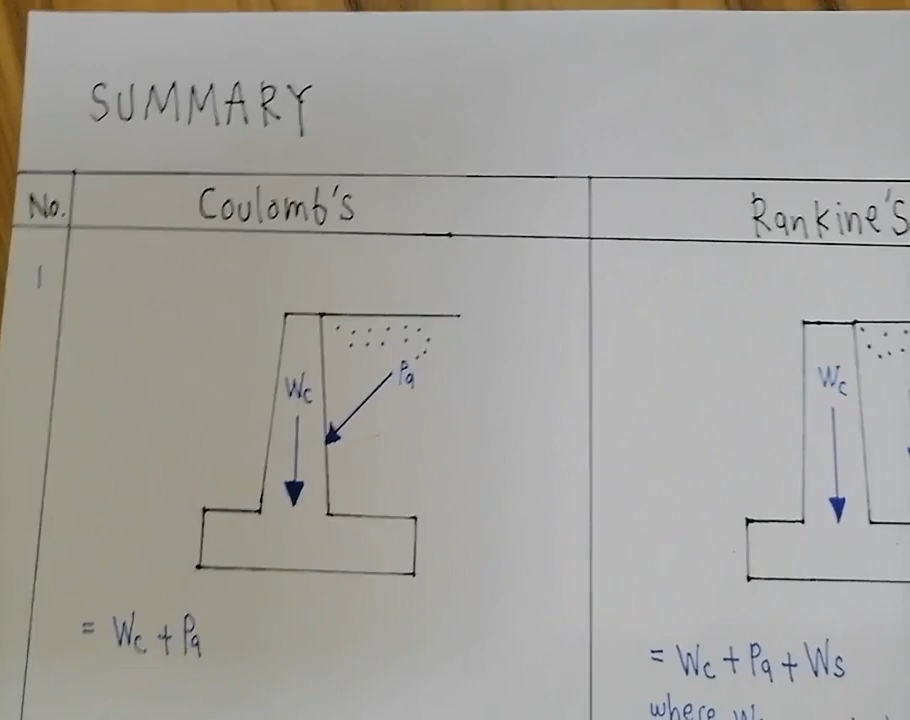 SUMMARY
No. Coulomb's Rankine's
1
Wc
Pa
Wc
= Wc + Pa
= Wc + Pa + Ws
where